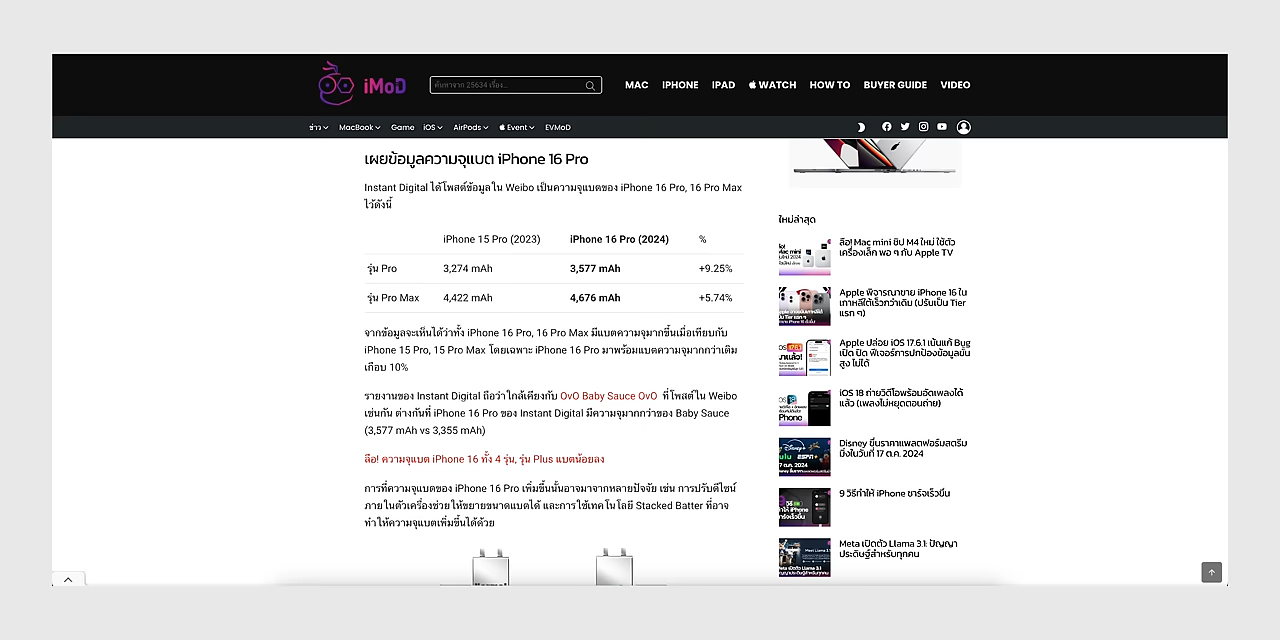 iMoD
ค้นหาจาก 25634 เรื่อง...
MAC IPHONE IPAD WATCH HOW TO BUYER GUIDE VIDEO
ข่าว MacBook Game iOS AirPods Event EVMoD
เผยข้อมูลความจุแบต iPhone 16 Pro
Instant Digital ได้โพสต์ข้อมูลใน Weibo เป็นความจุแบตของ iPhone 16 Pro, 16 Pro Max
ไว้ดังนี้
iPhone 15 Pro (2023) iPhone 16 Pro (2024) %
รุ่น Pro 3,274 mAh 3,577 mAh +9.25%
รุ่น Pro Max 4,422 mAh 4,676 mAh +5.74%
จากข้อมูลจะเห็นได้ว่าทั้ง iPhone 16 Pro, 16 Pro Max มีแบตความจุมากขึ้นเมื่อเทียบกับ
iPhone 15 Pro, 15 Pro Max โดยเฉพาะ iPhone 16 Pro มาพร้อมแบตความจุมากกว่าเดิม
เกือบ 10%
รายงานของ Instant Digital ถือว่าใกล้เคียงกับ OvO Baby Sauce OvO ที่โพสต์ใน Weibo
เช่นกัน ต่างกันที่ iPhone 16 Pro ของ Instant Digital มีความจุมากกว่าของ Baby Sauce
(3,577 mAh vs 3,355 mAh)
ลือ! ความจุแบต iPhone 16 ทั้ง 4 รุ่น, รุ่น Plus แบตน้อยลง
การที่ความจุแบตของ iPhone 16 Pro เพิ่มขึ้นนั้นอาจมาจากหลายปัจจัย เช่น การปรับดีไซน์
ภายในตัวเครื่องช่วยให้ขยายขนาดแบตได้ และการใช้เทคโนโลยี Stacked Batter ที่อาจ
ทำให้ความจุแบตเพิ่มขึ้นได้ด้วย
ใหม่ล่าสุด
ลือ! Mac mini ชิป M4 ใหม่ ใช้ตัว
เครื่องเล็ก พอ ๆ กับ Apple TV
Apple พิจารณาขาย iPhone 16 ใน
เกาหลีใต้เร็วกว่าเดิม (ปรับเป็น Tier
แรก ๆ)
Apple ปล่อย iOS 17.6.1 เน้นแก้ Bug
เปิด ปิด ฟีเจอร์การปกป้องข้อมูลขั้น
สูง ไม่ได้
iOS 18 ถ่ายวิดีโอพร้อมอัดเพลงได้
แล้ว (เพลงไม่หยุดตอนถ่าย)
Disney ขึ้นราคาแพลตฟอร์มสตรีม
มิ่งในวันที่ 17 ต.ค. 2024
9 วิธีทำให้ iPhone ชาร์จเร็วขึ้น
Meta เปิดตัว Llama 3.1: ปัญญา
ประดิษฐ์สำหรับทุกคน